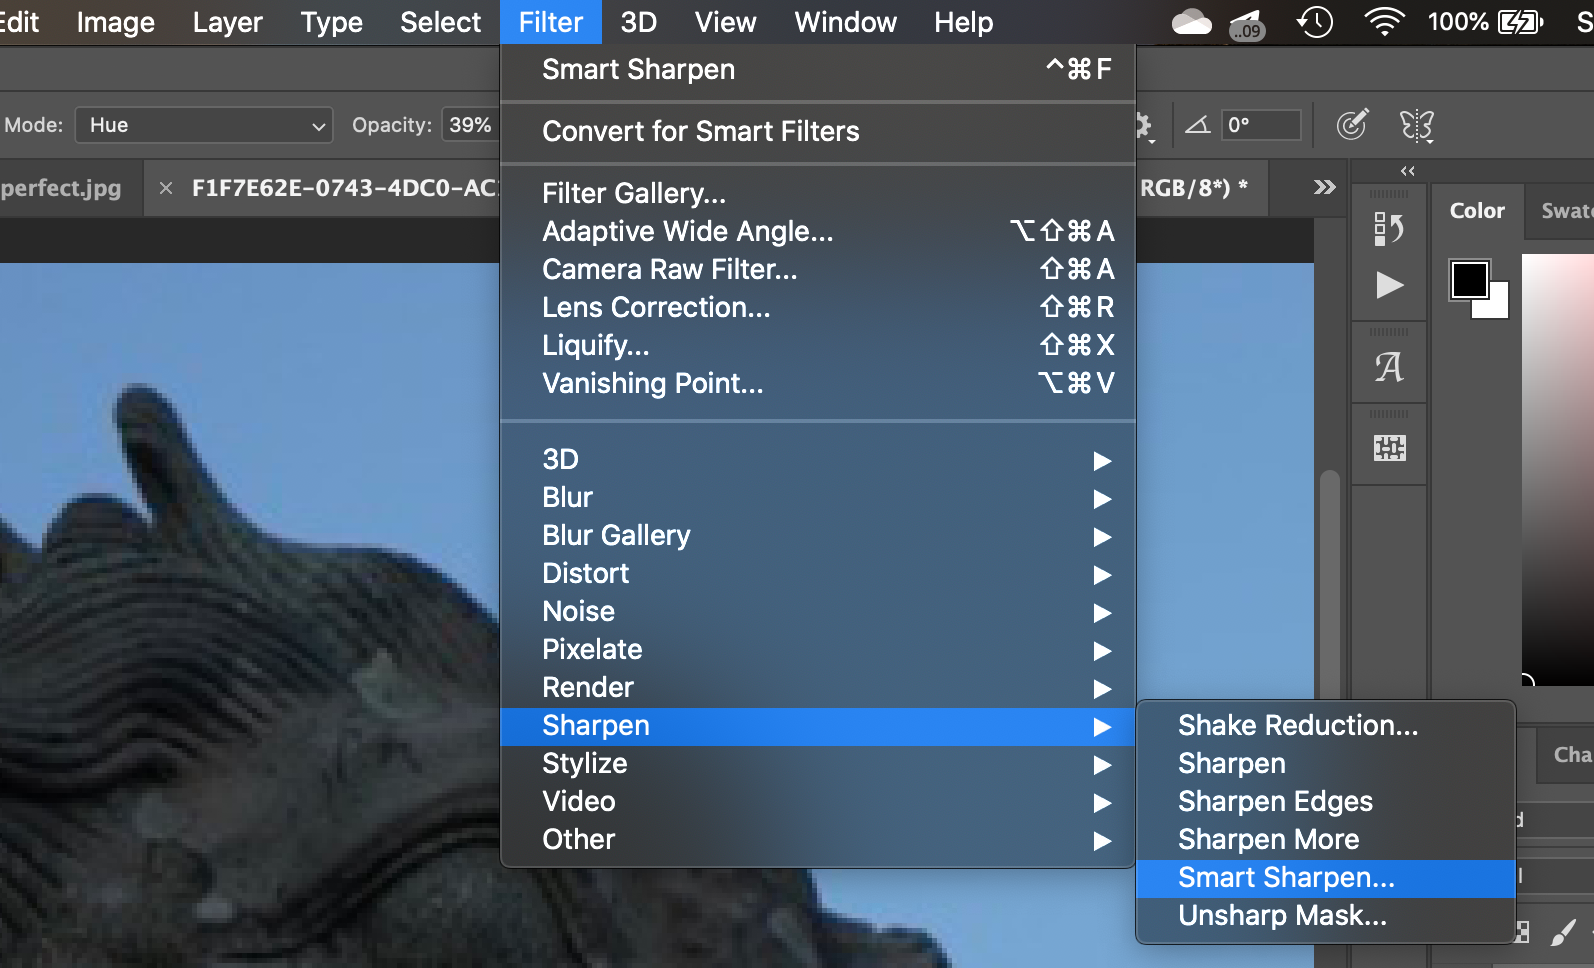 Edit Image Layer Type Select Filter 3D View Window Help ..09 100% S
Smart Sharpen ^⌘F
Mode: Hue Opacity: 39% Convert for Smart Filters 0°
perfect.jpg × F1F7E62E-0743-4DC0-AC RGB/8*) * »
Filter Gallery...
Adaptive Wide Angle... ⌥⇧⌘A
Camera Raw Filter... ⇧⌘A
Lens Correction... ⇧⌘R
Liquify... ⇧⌘X
Vanishing Point... ⌥⌘V
3D
Blur
Blur Gallery
Distort
Noise
Pixelate
Render
Sharpen
Stylize
Video
Other
Shake Reduction...
Sharpen
Sharpen Edges
Sharpen More
Smart Sharpen...
Unsharp Mask...
Color Swat
A
Cha